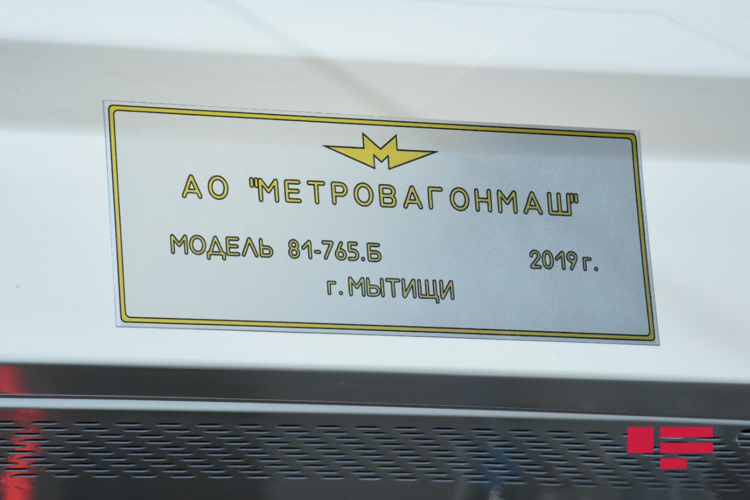 АО "МЕТРОВАГОНМАШ"
МОДЕЛЬ 81-765.Б 2019 г.
г. МЫТИЩИ